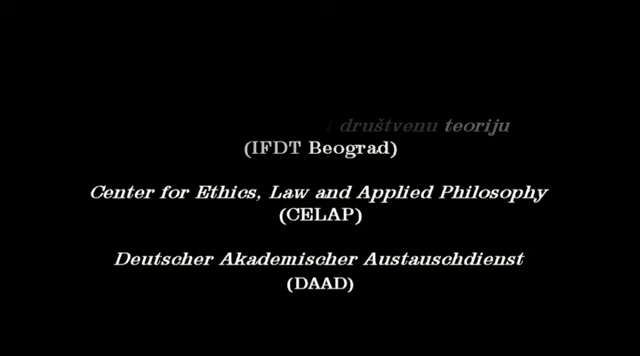 društvenu teoriju
(IFDT Beograd)
Center for Ethics, Law and Applied Philosophy
(CELAP)
Deutscher Akademischer Austauschdienst
(DAAD)